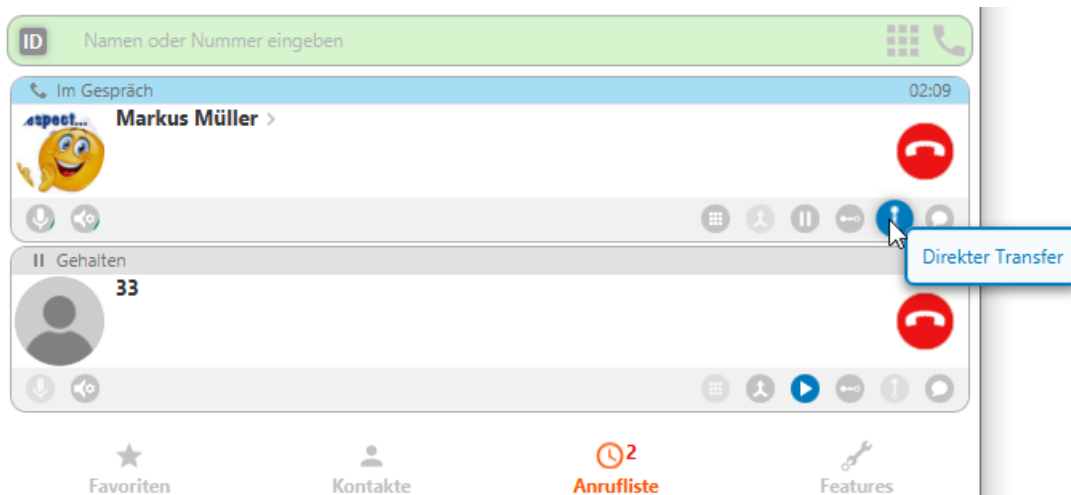 ID Namen oder Nummer eingeben
Im Gespräch 02:09
Markus Müller
Gehalten
33
Direkter Transfer
2
Favoriten Kontakte Anrufliste Features